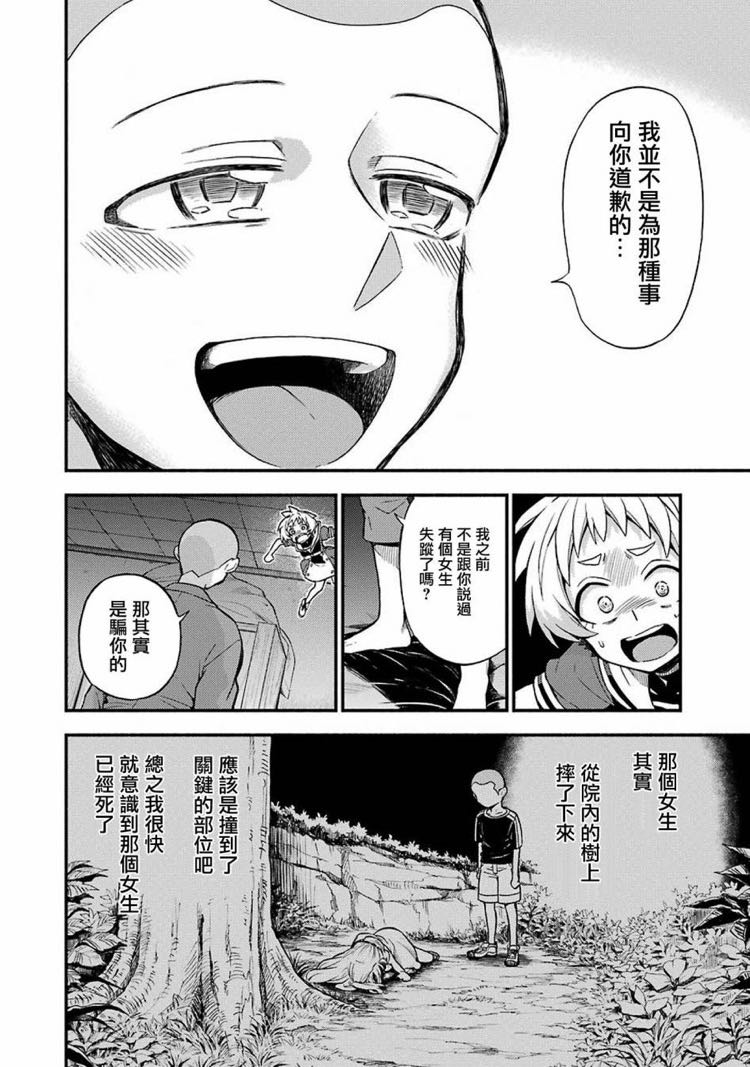 我並不是為那種事
向你道歉的…
我之前
不是跟你說過
有個女生
失蹤了嗎?
那其實
是騙你的
那個女生
其實
從院內的樹上
摔了下來
應該是撞到了
關鍵的部位吧
總之我很快
就意識到那個女生
已經死了